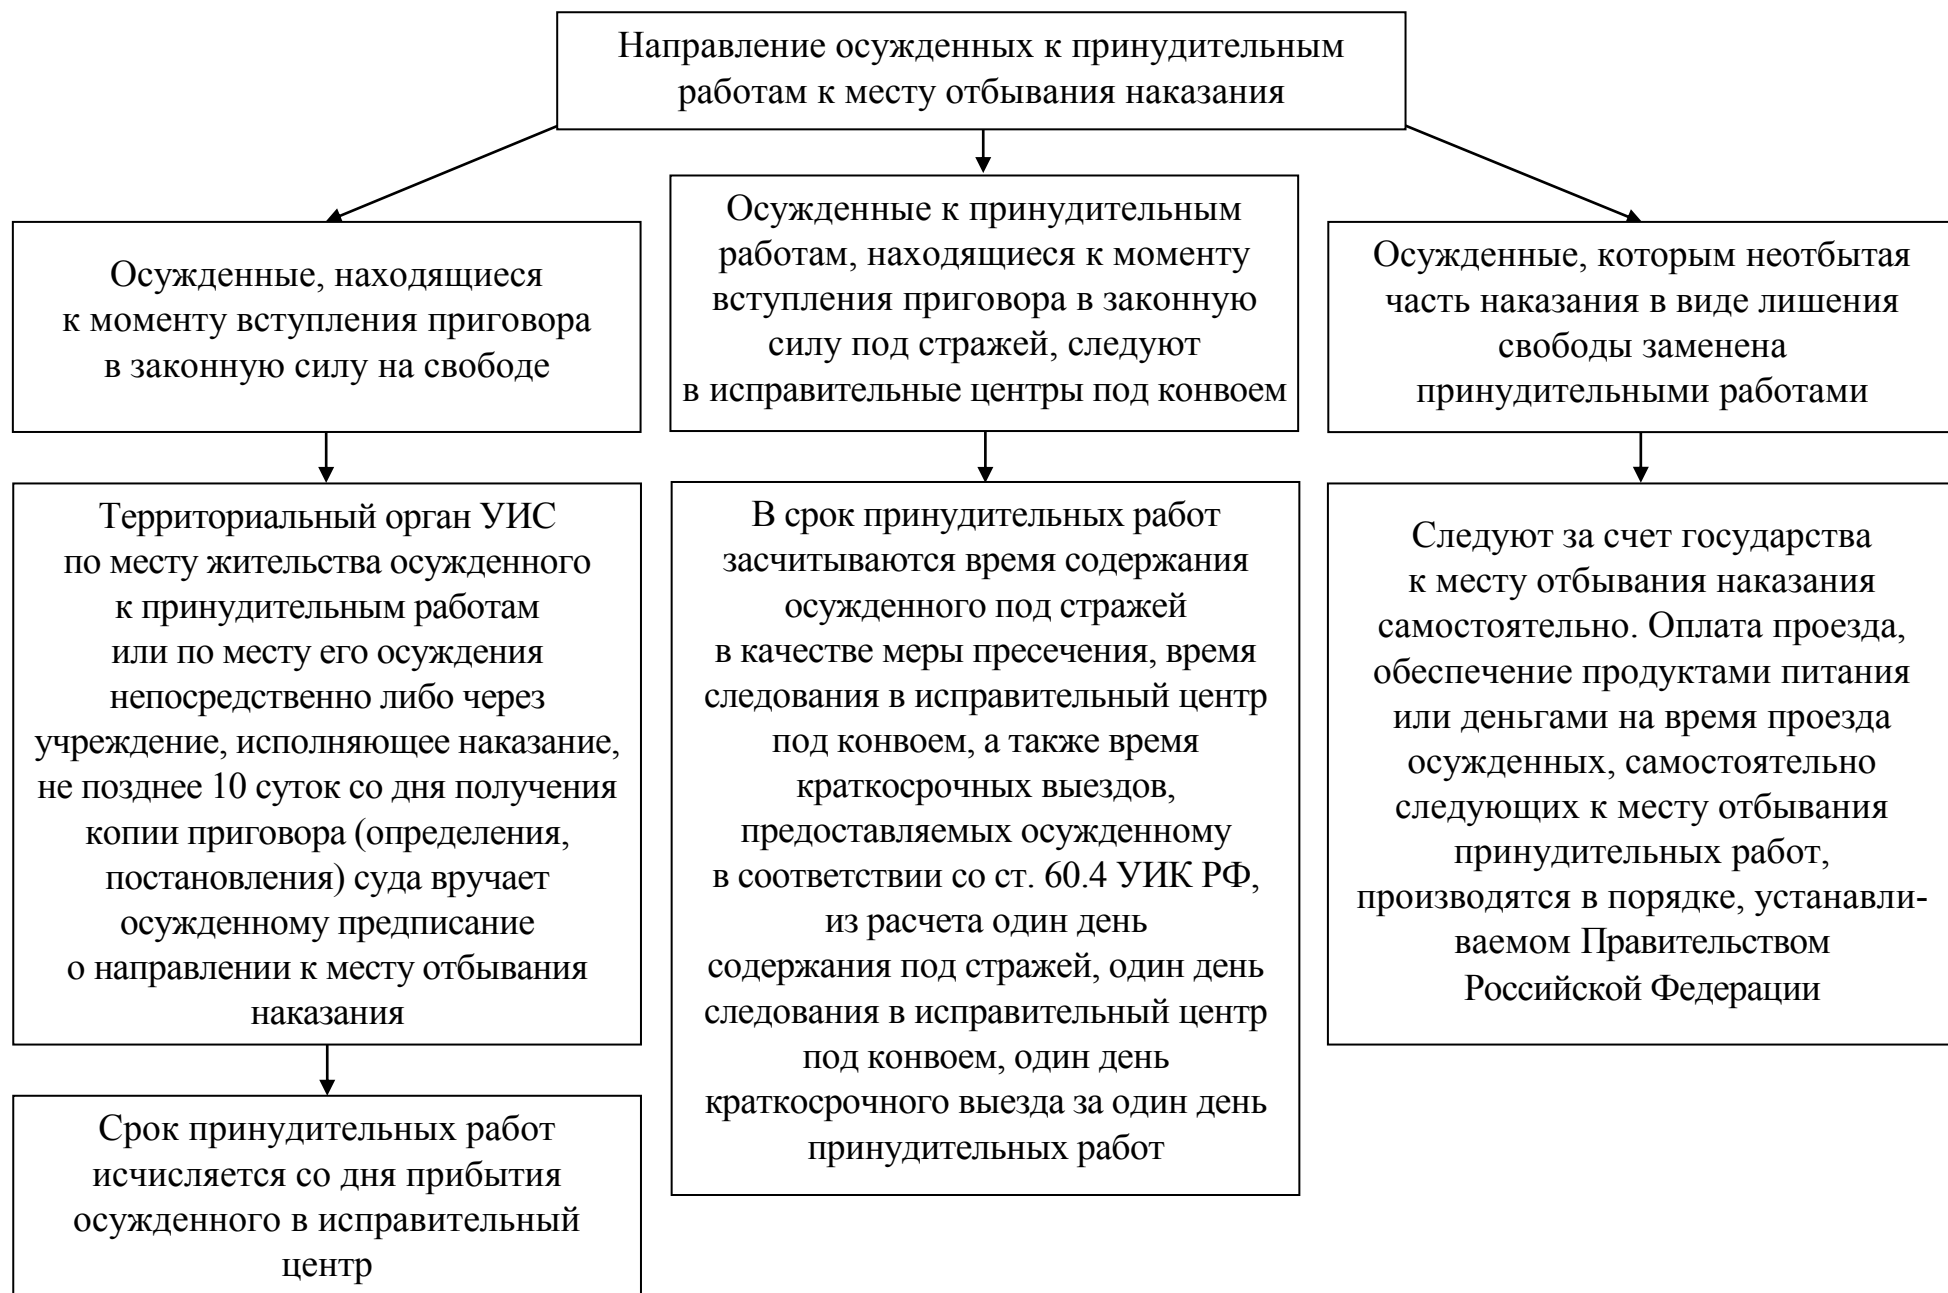 Направление осужденных к принудительным
работам к месту отбывания наказания
Осужденные, находящиеся
к моменту вступления приговора
в законную силу на свободе
Территориальный орган УИС
по месту жительства осужденного
к принудительным работам
или по месту его осуждения
непосредственно либо через
учреждение, исполняющее наказание,
не позднее 10 суток со дня получения
копии приговора (определения,
постановления) суда вручает
осужденному предписание
о направлении к месту отбывания
наказания
Срок принудительных работ
исчисляется со дня прибытия
осужденного в исправительный
центр
Осужденные к принудительным
работам, находящиеся к моменту
вступления приговора в законную
силу под стражей, следуют
в исправительные центры под конвоем
В срок принудительных работ
засчитываются время содержания
осужденного под стражей
в качестве меры пресечения, время
следования в исправительный центр
под конвоем, а также время
краткосрочных выездов,
предоставляемых осужденному
в соответствии со ст. 60.4 УИК РФ,
из расчета один день
содержания под стражей, один день
следования в исправительный центр
под конвоем, один день
краткосрочного выезда за один день
принудительных работ
Осужденные, которым неотбытая
часть наказания в виде лишения
свободы заменена
принудительными работами
Следуют за счет государства
к месту отбывания наказания
самостоятельно. Оплата проезда,
обеспечение продуктами питания
или деньгами на время проезда
осужденных, самостоятельно
следующих к месту отбывания
принудительных работ,
производятся в порядке, устанавли-
ваемом Правительством
Российской Федерации